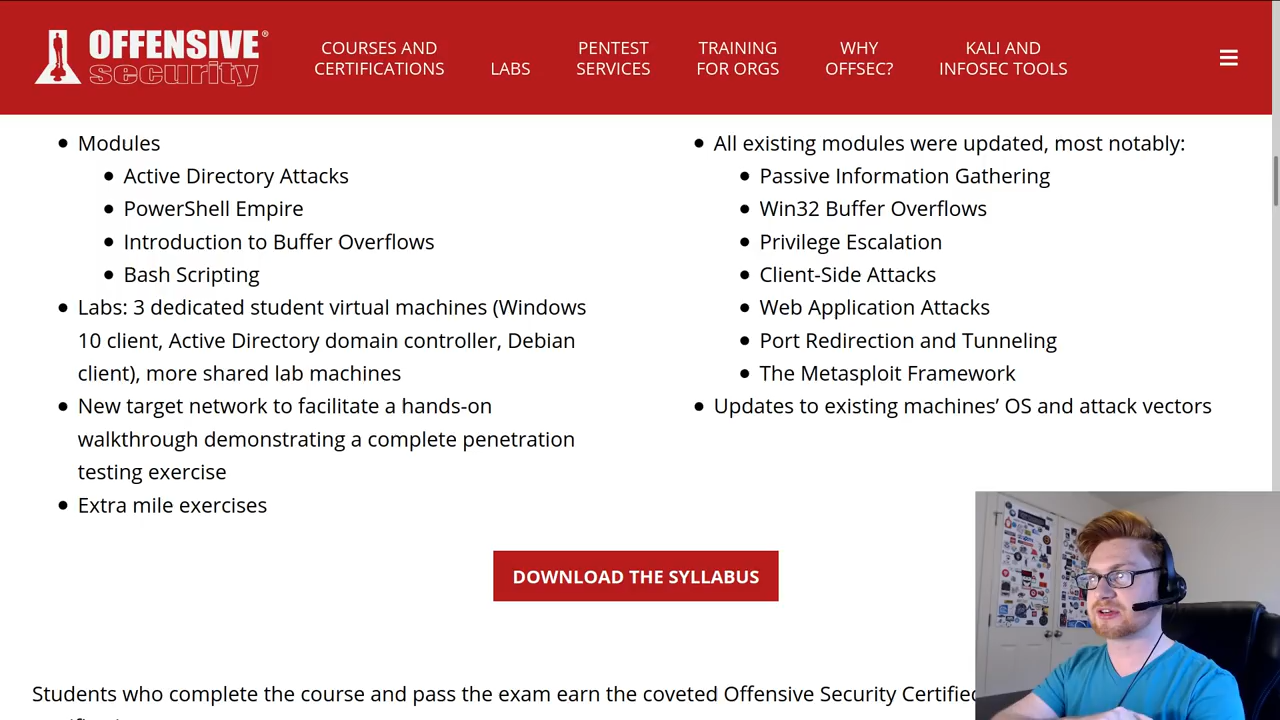 OFFENSIVE®
security
COURSES AND
CERTIFICATIONS
LABS
PENTEST
SERVICES
TRAINING
FOR ORGS
WHY
OFFSEC?
KALI AND
INFOSEC TOOLS
• Modules
• Active Directory Attacks
• PowerShell Empire
• Introduction to Buffer Overflows
• Bash Scripting
• Labs: 3 dedicated student virtual machines (Windows
10 client, Active Directory domain controller, Debian
client), more shared lab machines
• New target network to facilitate a hands-on
walkthrough demonstrating a complete penetration
testing exercise
• Extra mile exercises
• All existing modules were updated, most notably:
• Passive Information Gathering
• Win32 Buffer Overflows
• Privilege Escalation
• Client-Side Attacks
• Web Application Attacks
• Port Redirection and Tunneling
• The Metasploit Framework
• Updates to existing machines’ OS and attack vectors
DOWNLOAD THE SYLLABUS
Students who complete the course and pass the exam earn the coveted Offensive Security Certified